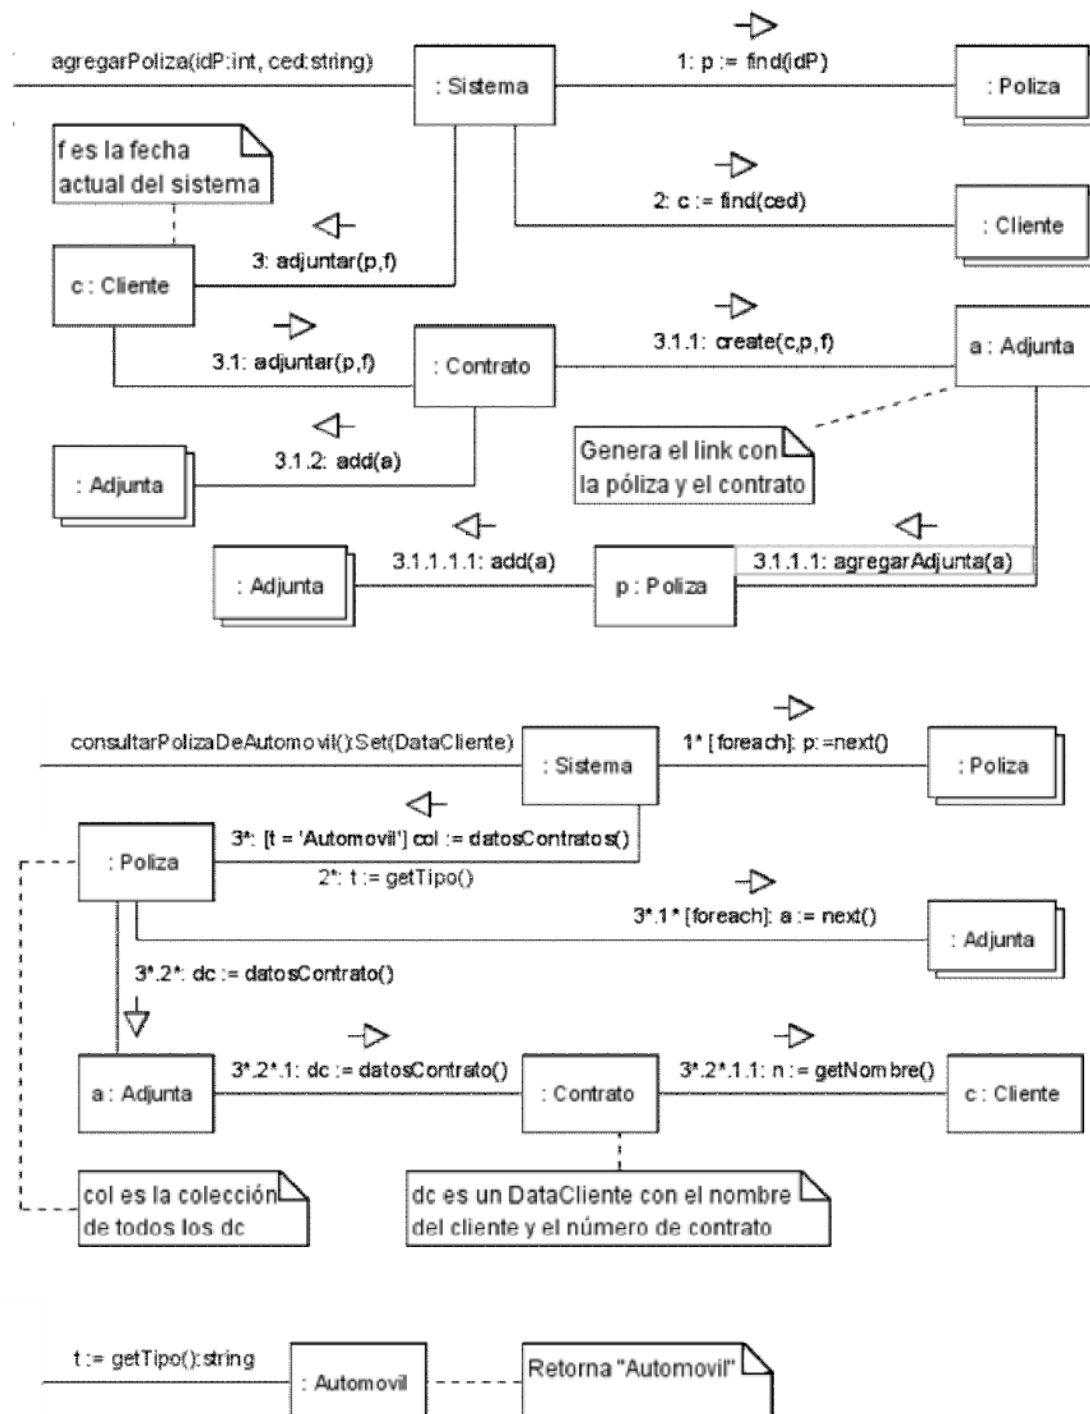 agregarPoliza(idP:int, ced:string)
: Sistema
1: p := find(idP)
: Poliza
f es la fecha
actual del sistema
2: c := find(ced)
: Cliente
3: adjuntar(p,f)
c : Cliente
3.1: adjuntar(p,f)
: Contrato
3.1.1: create(c,p,f)
a : Adjunta
3.1.2: add(a)
: Adjunta
Genera el link con
la póliza y el contrato
3.1.1.1.1: add(a)
3.1.1.1: agregarAdjunta(a)
: Adjunta
p : Poliza
consultarPolizaDeAutomovil():Set(DataCliente)
: Sistema
1* [foreach]: p:=next()
: Poliza
3*: [t = 'Automovil'] col := datosContratos()
: Poliza
2*: t := getTipo()
3*.1* [foreach]: a := next()
: Adjunta
3*.2*: dc := datosContrato()
a : Adjunta
3*.2*.1: dc := datosContrato()
: Contrato
3*.2*.1.1: n := getNombre()
c : Cliente
col es la colección
de todos los dc
dc es un DataCliente con el nombre
del cliente y el número de contrato
t := getTipo():string
: Automovil
Retorna "Automovil"